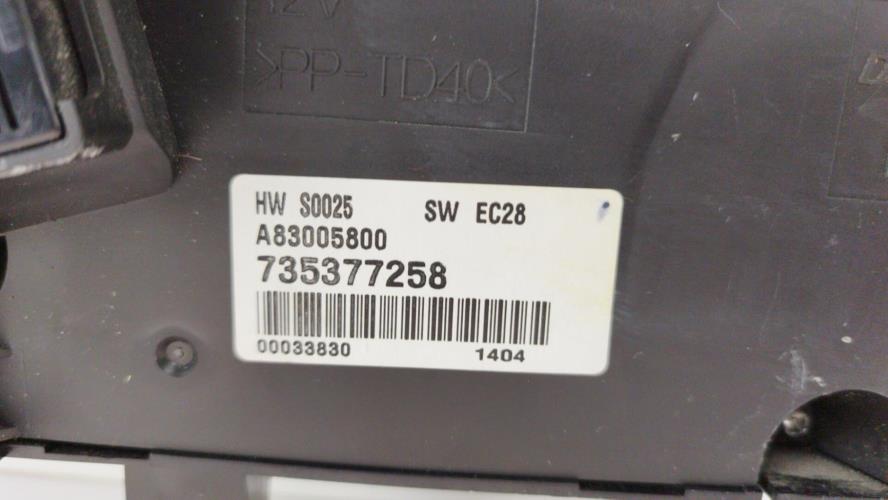 12V
>PP-TD40<
HW S0025 SW EC28
A83005800
735377258
00033830 1404